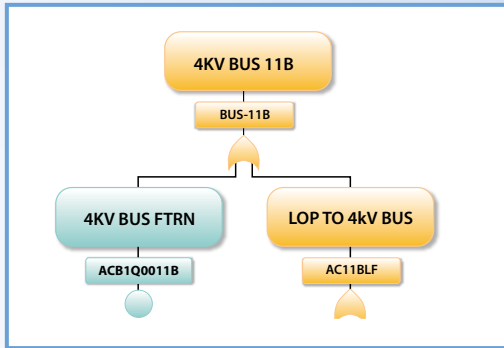 4KV BUS 11B
BUS-11B
4KV BUS FTRN
LOP TO 4kV BUS
ACB1Q0011B
AC11BLF